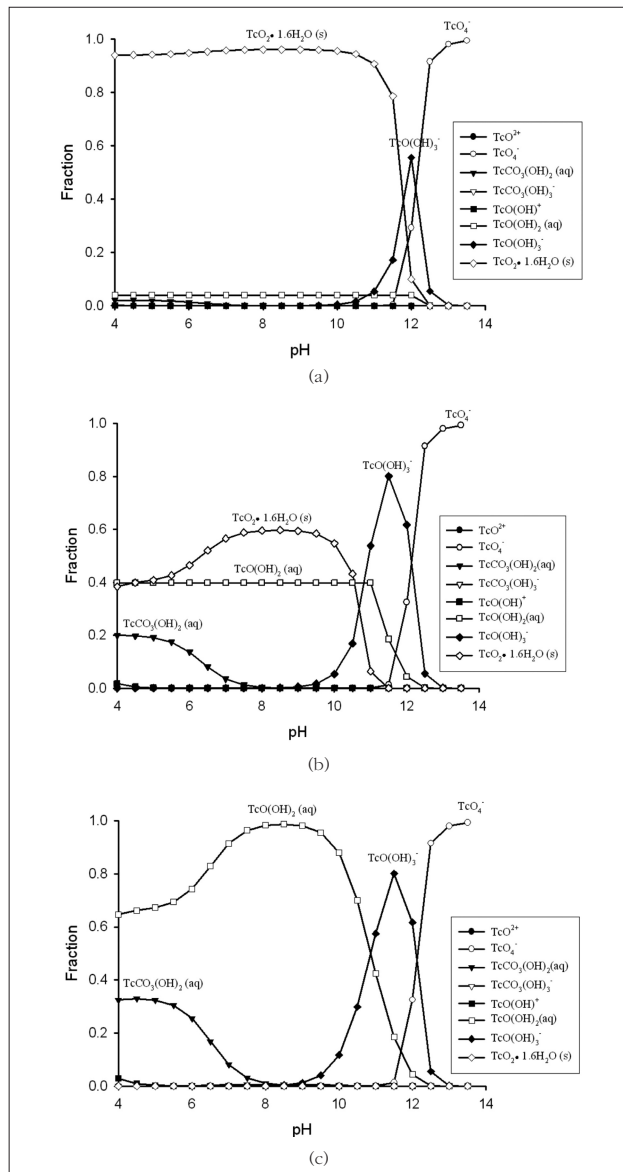 TcO₄⁻
TcO₂• 1.6H₂O (s)
1.0
0.8
0.6
0.4
0.2
0.0
Fraction
TcO(OH)₃⁻
TcO²⁺
TcO₄⁻
TcCO₃(OH)₂ (aq)
TcCO₃(OH)₃⁻
TcO(OH)⁺
TcO(OH)₂ (aq)
TcO(OH)₃⁻
TcO₂• 1.6H₂O (s)
4 6 8 10 12 14
pH
(a)
TcO₄⁻
1.0
0.8
0.6
0.4
0.2
0.0
Fraction
TcO(OH)₃⁻
TcO₂• 1.6H₂O (s)
TcO(OH)₂ (aq)
TcCO₃(OH)₂ (aq)
TcO²⁺
TcO₄⁻
TcCO₃(OH)₂(aq)
TcCO₃(OH)₃⁻
TcO(OH)⁺
TcO(OH)₂(aq)
TcO(OH)₃⁻
TcO₂• 1.6H₂O (s)
4 6 8 10 12 14
pH
(b)
TcO(OH)₂ (aq)
TcO₄⁻
1.0
0.8
0.6
0.4
0.2
0.0
Fraction
TcO(OH)₃⁻
TcCO₃(OH)₂ (aq)
TcO²⁺
TcO₄⁻
TcCO₃(OH)₂(aq)
TcCO₃(OH)₃⁻
TcO(OH)⁺
TcO(OH)₂(aq)
TcO(OH)₃⁻
TcO₂• 1.6H₂O (s)
4 6 8 10 12 14
pH
(c)